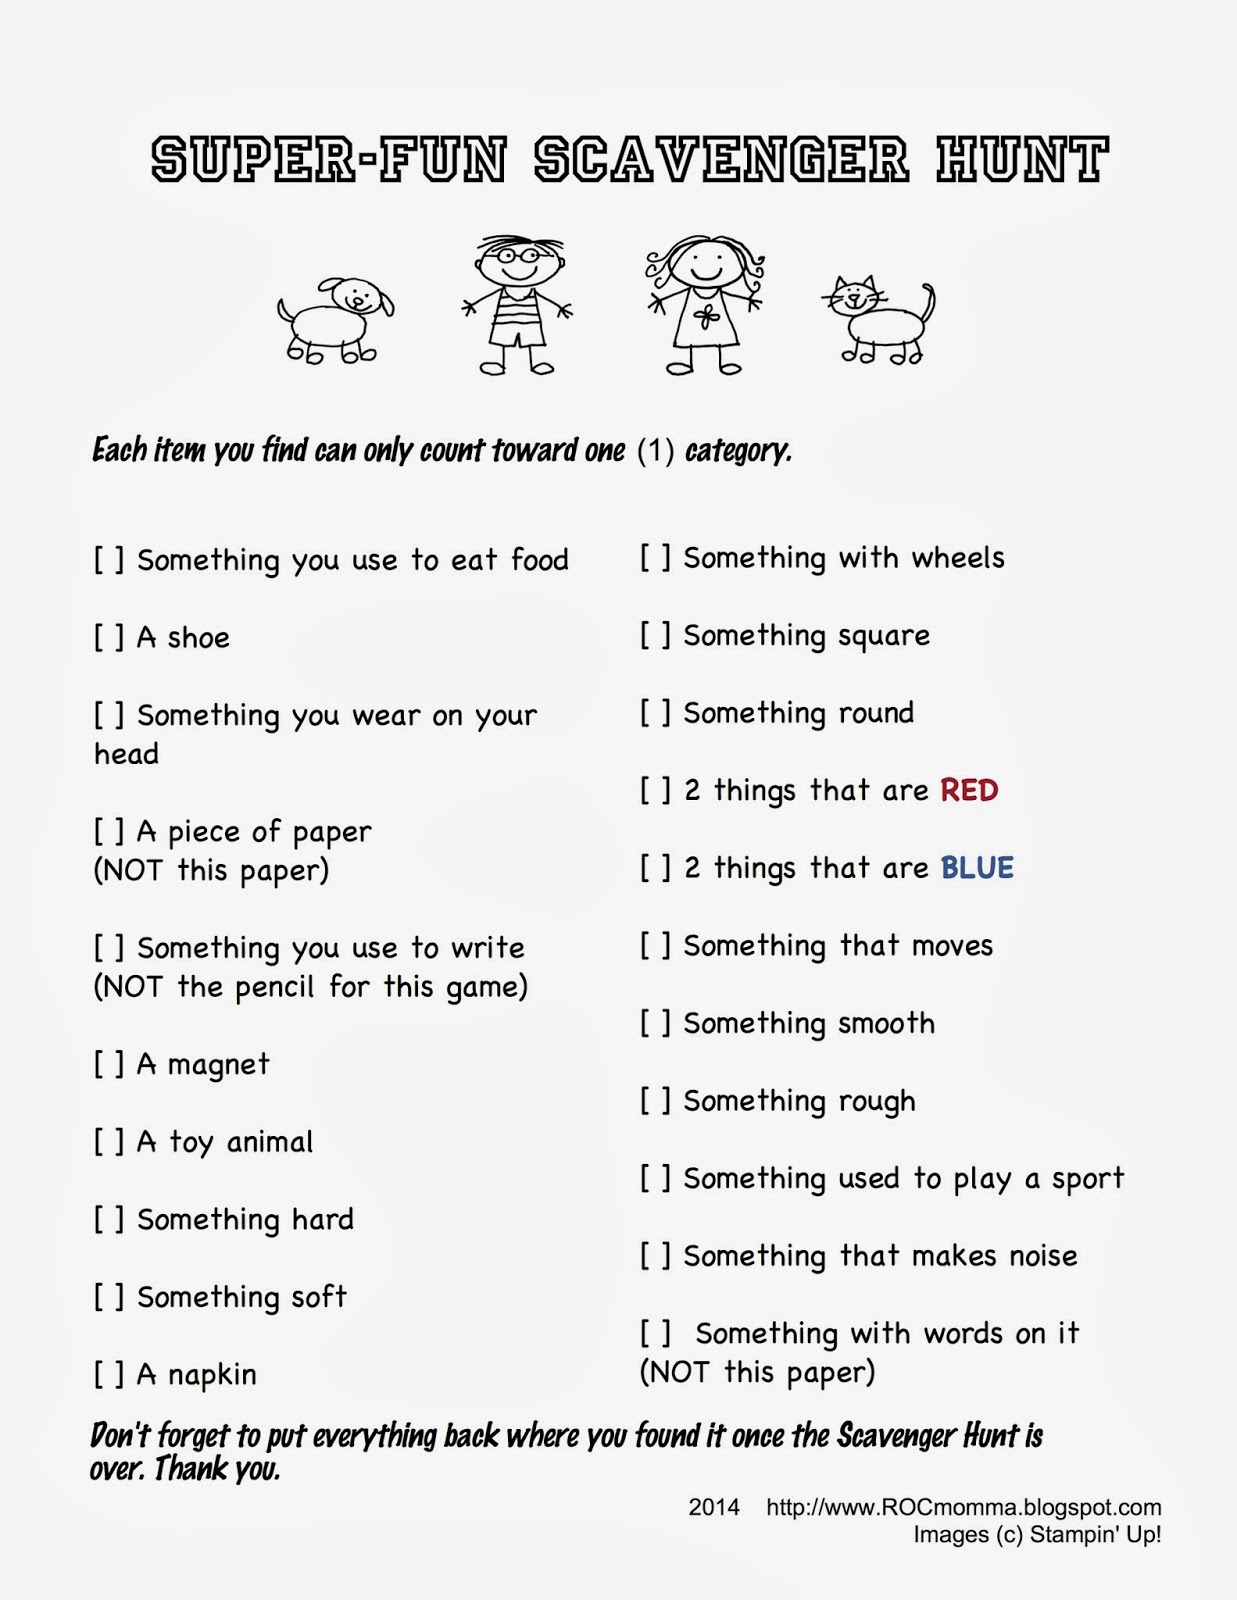 SUPER-FUN SCAVENGER HUNT
Each item you find can only count toward one (1) category.
[ ] Something you use to eat food
[ ] A shoe
[ ] Something you wear on your
head
[ ] A piece of paper
(NOT this paper)
[ ] Something you use to write
(NOT the pencil for this game)
[ ] A magnet
[ ] A toy animal
[ ] Something hard
[ ] Something soft
[ ] A napkin
[ ] Something with wheels
[ ] Something square
[ ] Something round
[ ] 2 things that are RED
[ ] 2 things that are BLUE
[ ] Something that moves
[ ] Something smooth
[ ] Something rough
[ ] Something used to play a sport
[ ] Something that makes noise
[ ] Something with words on it
(NOT this paper)
Don't forget to put everything back where you found it once the Scavenger Hunt is
over. Thank you.
2014 http://www.ROCmomma.blogspot.com
Images (c) Stampin' Up!